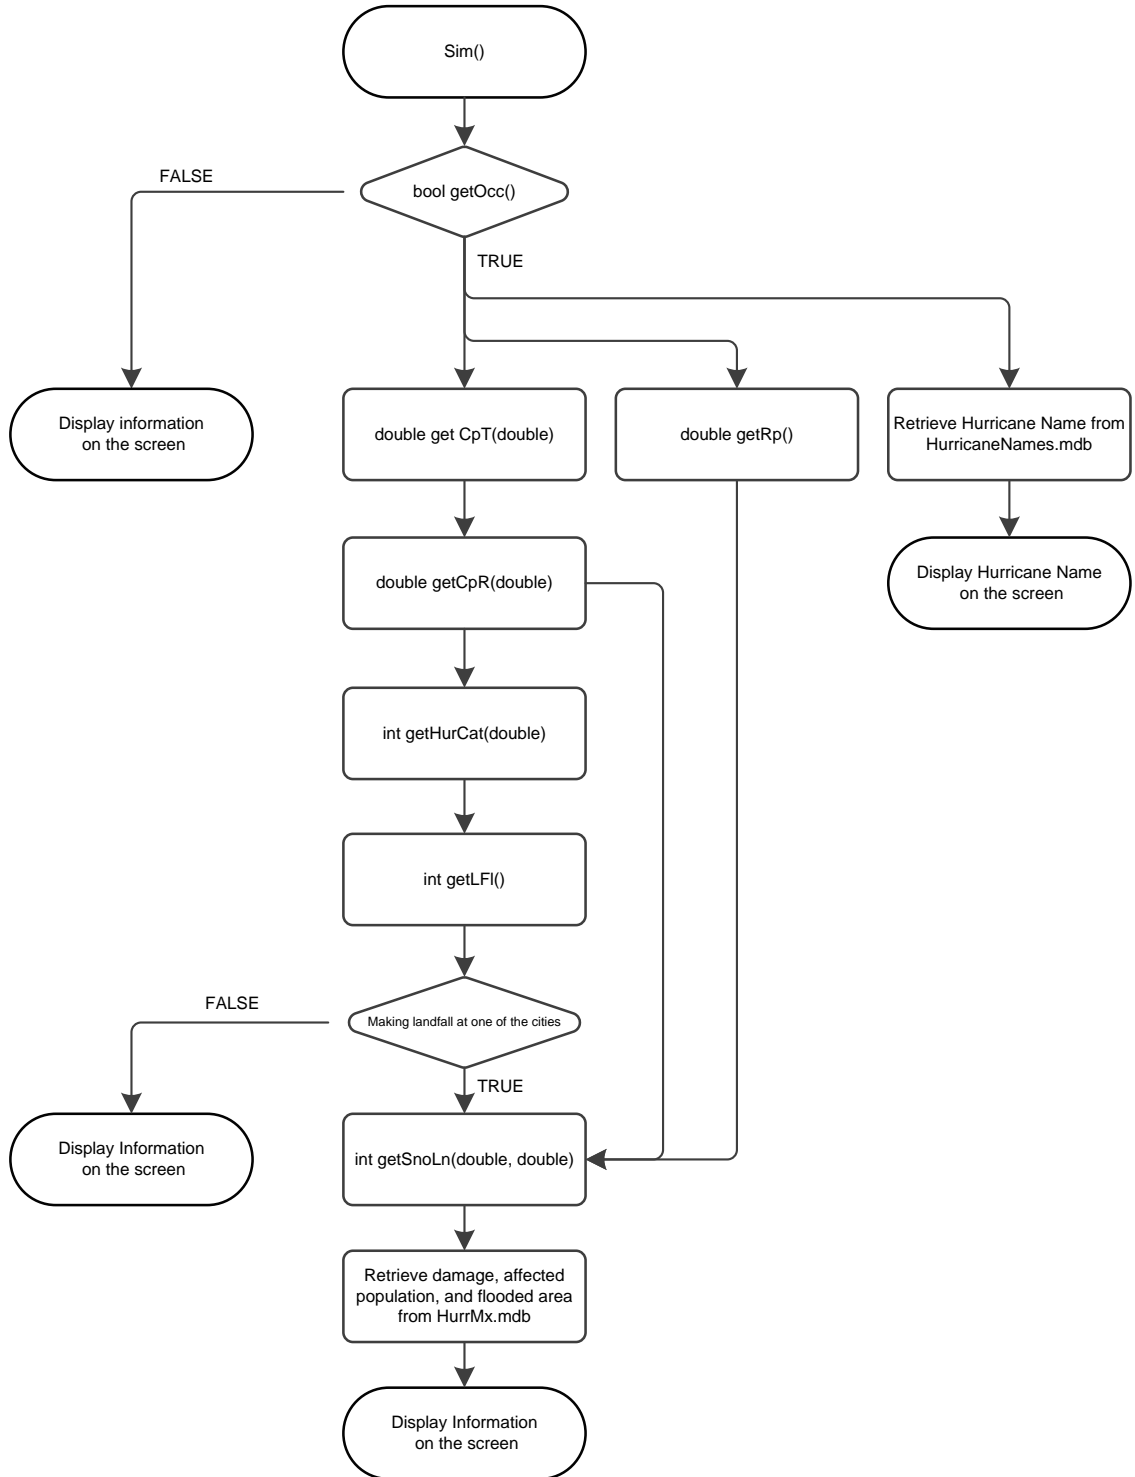 Sim()
bool getOcc()
FALSE
TRUE
Display information
on the screen
double get CpT(double)
double getRp()
Retrieve Hurricane Name from
HurricaneNames.mdb
double getCpR(double)
Display Hurricane Name
on the screen
int getHurCat(double)
int getLFI()
Making landfall at one of the cities
FALSE
TRUE
Display Information
on the screen
int getSnoLn(double, double)
Retrieve damage, affected
population, and flooded area
from HurrMx.mdb
Display Information
on the screen